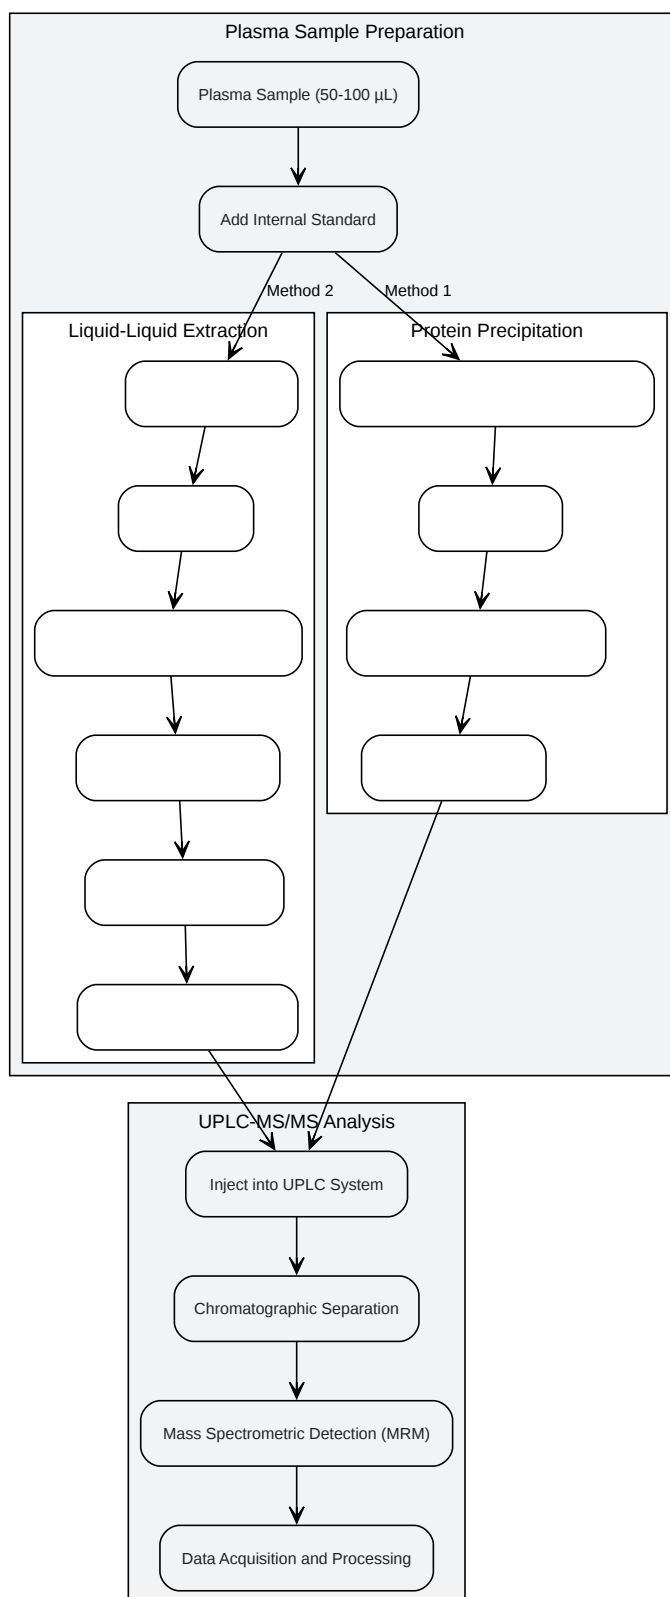 Plasma Sample Preparation
Plasma Sample (50-100 µL)
Add Internal Standard
Method 2
Method 1
Liquid-Liquid Extraction
Protein Precipitation
UPLC-MS/MS Analysis
Inject into UPLC System
Chromatographic Separation
Mass Spectrometric Detection (MRM)
Data Acquisition and Processing